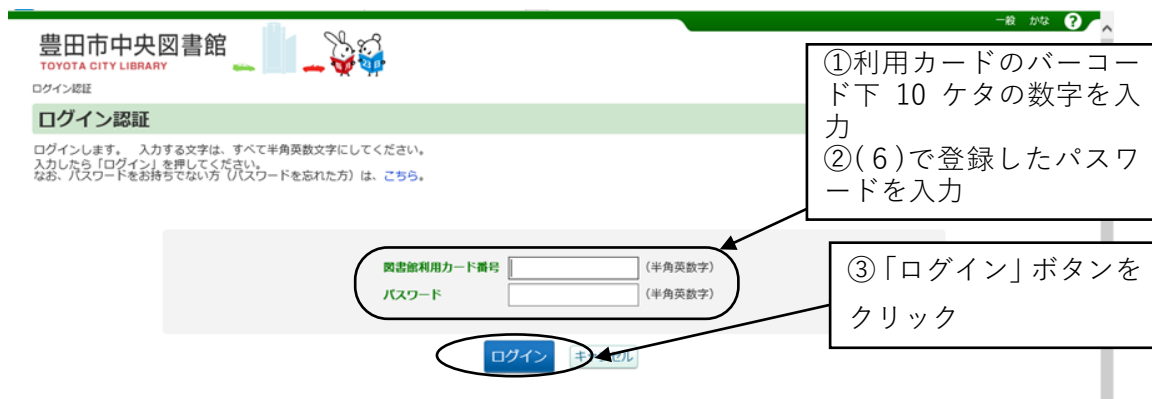 一般 かな ?
豊田市中央図書館
TOYOTA CITY LIBRARY
ログイン認証
ログイン認証
ログインします。 入力する文字は、すべて半角英数文字にしてください。
入力したら「ログイン」を押してください。
なお、パスワードをお持ちでない方（パスワードを忘れた方）は、こちら。
①利用カードのバーコー
ド下 10 ケタの数字を入
力
②(６)で登録したパスワ
ードを入力
図書館利用カード番号 （半角英数字）
パスワード （半角英数字）
③「ログイン」ボタンを
クリック
ログイン キャンセル